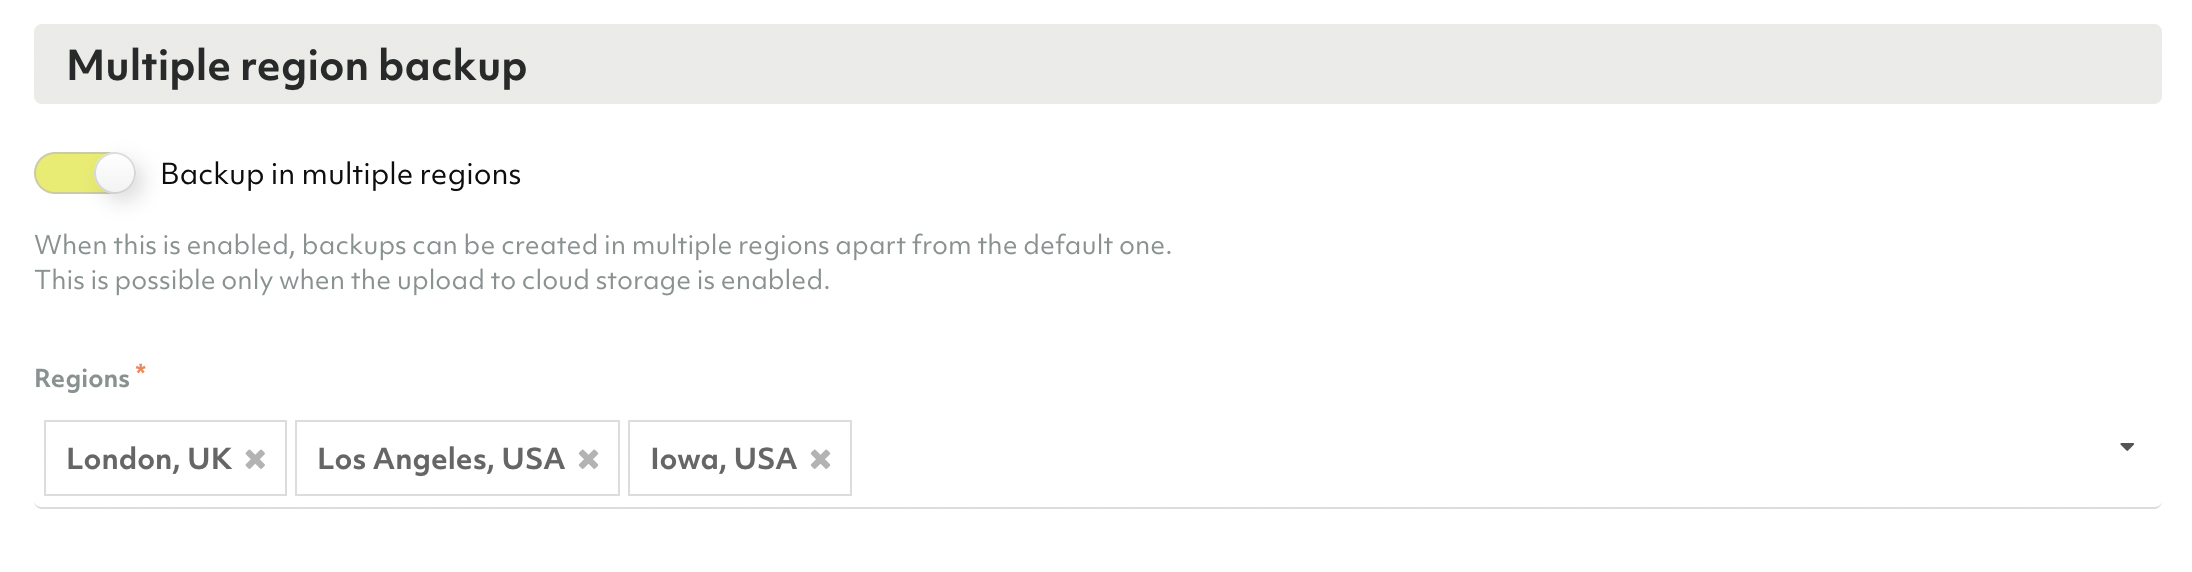 Multiple region backup
Backup in multiple regions
When this is enabled, backups can be created in multiple regions apart from the default one.
This is possible only when the upload to cloud storage is enabled.
Regions *
London, UK ✖ Los Angeles, USA ✖ Iowa, USA ✖